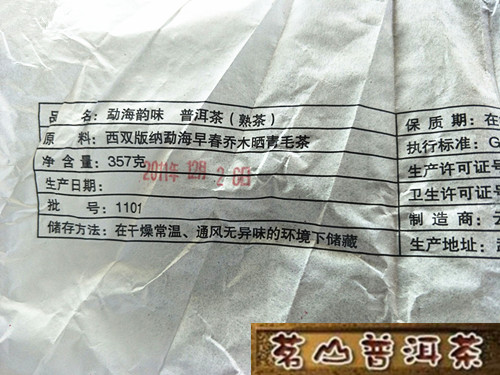 品 名：勐海韵味 普洱茶（熟茶）
原 料：西双版纳勐海早春乔木晒青毛茶
净含量：357克
生产日期：2011年 12月 2 6日
批 号：1101
储存方法：在干燥常温、通风无异味的环境下储藏
保 质 期：在
执行标准：G
生产许可证号
卫生许可证号
制 造 商：
生产地址：
茗山普洱茶